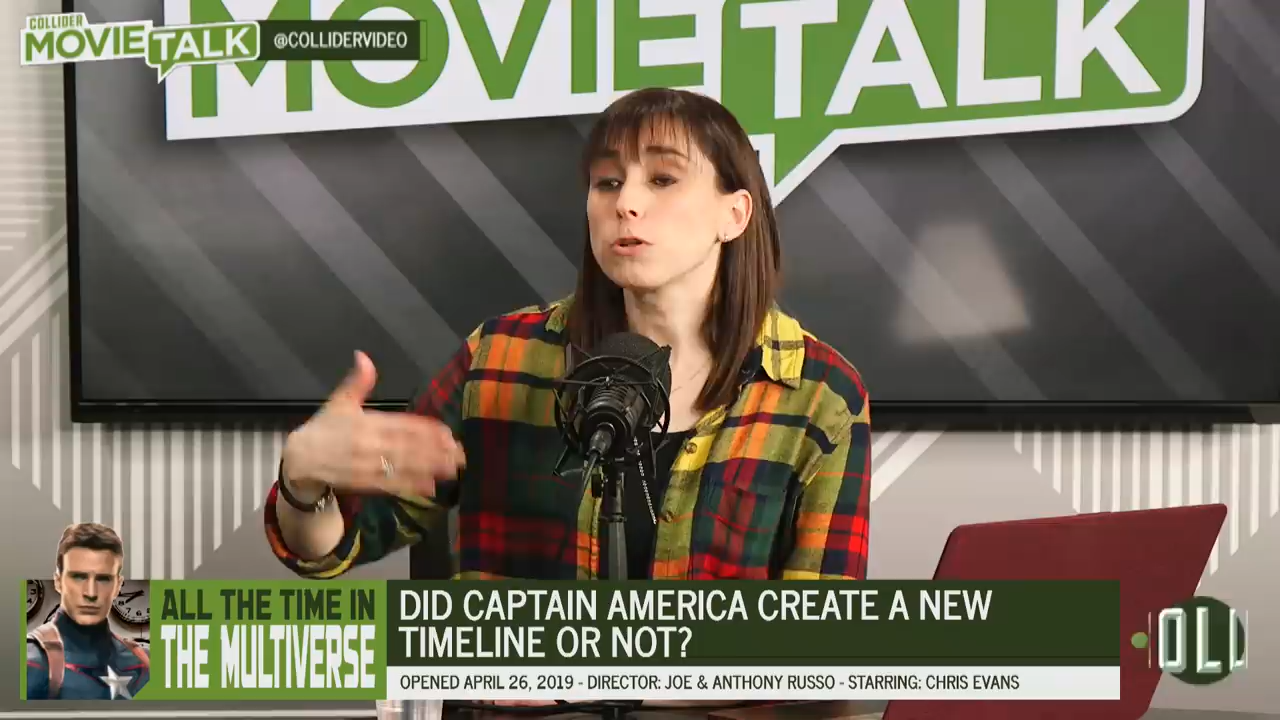 COLLIDER
MOVIE TALK
@COLLIDERVIDEO
MOVIE TALK
ALL THE TIME IN
THE MULTIVERSE
DID CAPTAIN AMERICA CREATE A NEW
TIMELINE OR NOT?
OPENED APRIL 26, 2019 - DIRECTOR: JOE & ANTHONY RUSSO - STARRING: CHRIS EVANS
OLL